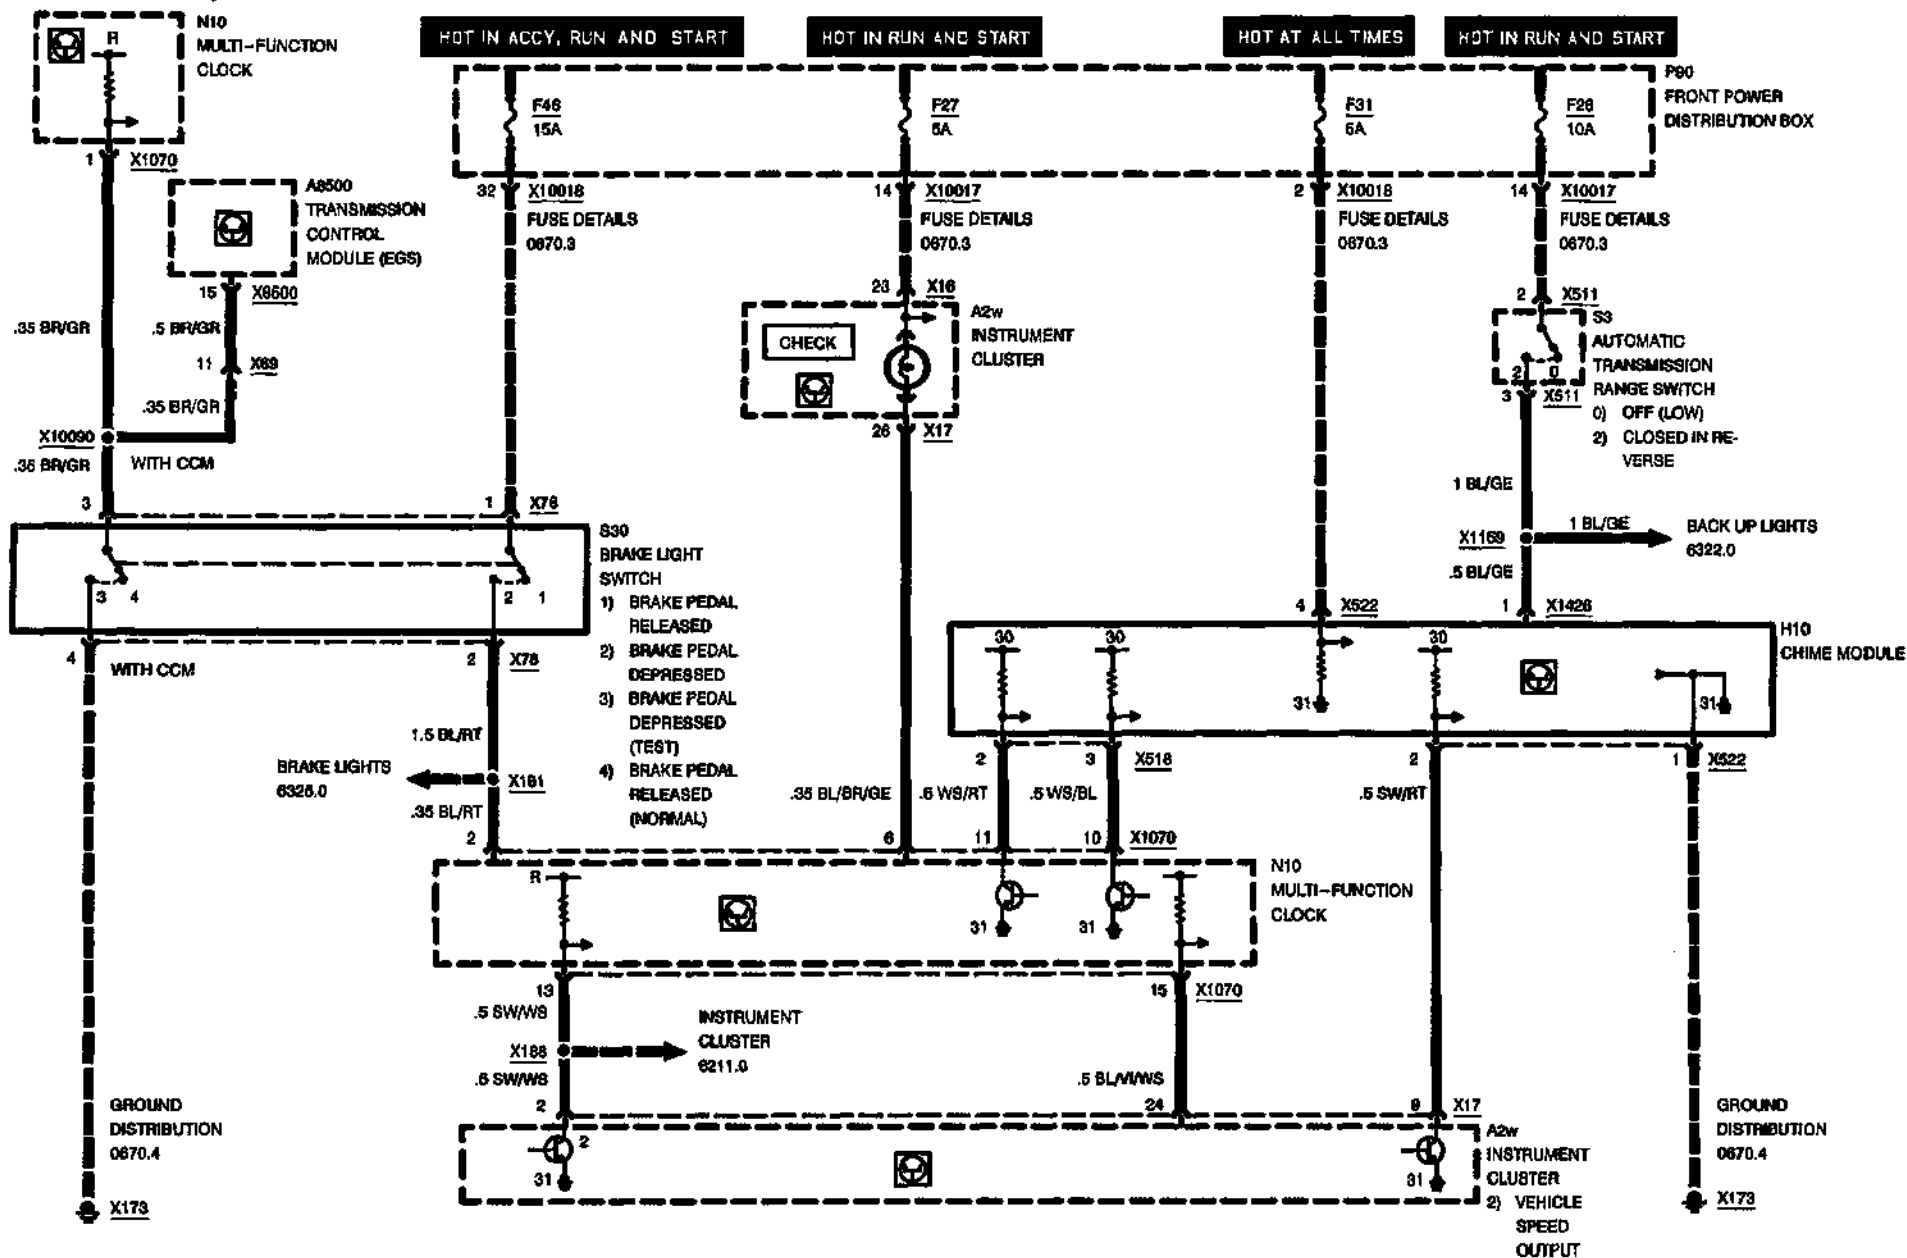 N10
MULTI-FUNCTION
CLOCK
R
1
X1070
HOT IN ACCY, RUN AND START
HOT IN RUN AND START
HOT AT ALL TIMES
HOT IN RUN AND START
P90
FRONT POWER
DISTRIBUTION BOX
F46
15A
F27
5A
F31
5A
F26
10A
32
X10018
FUSE DETAILS
0670.3
14
X10017
FUSE DETAILS
0670.3
2
X10018
FUSE DETAILS
0670.3
14
X10017
FUSE DETAILS
0670.3
A8500
TRANSMISSION
CONTROL
MODULE (EGS)
15
X8500
.35 BR/GR
.5 BR/GR
11
X69
.35 BR/GR
X10090
.35 BR/GR
WITH CCM
23
X16
A2w
INSTRUMENT
CLUSTER
CHECK
26
X17
2
X511
S3
AUTOMATIC
TRANSMISSION
RANGE SWITCH
0) OFF (LOW)
2) CLOSED IN RE-
VERSE
2
0
3
X511
1 BL/GE
X1169
1 BL/GE
BACK UP LIGHTS
6322.0
.5 BL/GE
3
1
X78
S30
BRAKE LIGHT
SWITCH
1) BRAKE PEDAL
RELEASED
2) BRAKE PEDAL
DEPRESSED
3) BRAKE PEDAL
DEPRESSED
(TEST)
4) BRAKE PEDAL
RELEASED
(NORMAL)
3
4
2
1
4
WITH CCM
2
X78
4
X522
1
X1426
H10
CHIME MODULE
30
30
30
31
31
1.5 BL/RT
BRAKE LIGHTS
6325.0
X181
.35 BL/RT
2
.35 BL/BR/GE
6
2
3
X518
.5 WS/RT
.5 WS/BL
11
10
X1070
2
1
X522
.5 SW/RT
N10
MULTI-FUNCTION
CLOCK
R
31
31
13
15
X1070
.5 SW/WS
X188
INSTRUMENT
CLUSTER
6211.0
.5 SW/WS
.5 BL/VI/WS
2
24
9
X17
A2w
INSTRUMENT
CLUSTER
2) VEHICLE
SPEED
OUTPUT
2
31
31
GROUND
DISTRIBUTION
0670.4
X173
GROUND
DISTRIBUTION
0670.4
X173